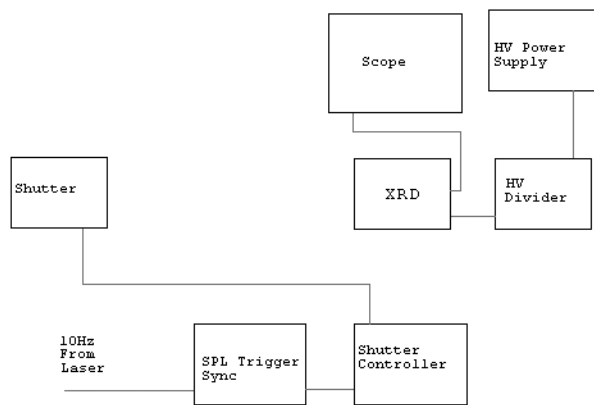 Scope
HV Power
Supply
Shutter
XRD
HV
Divider
10Hz
From
Laser
SPL Trigger
Sync
Shutter
Controller